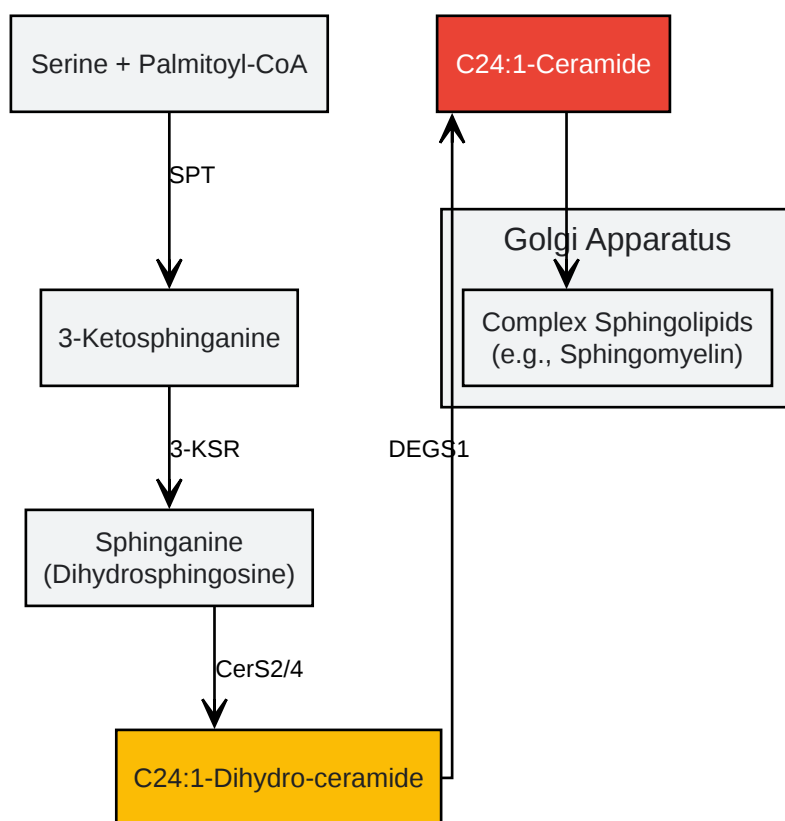 Serine + Palmitoyl-CoA
SPT
3-Ketosphinganine
3-KSR
Sphinganine
(Dihydrosphingosine)
CerS2/4
C24:1-Dihydro-ceramide
DEGS1
C24:1-Ceramide
Golgi Apparatus
Complex Sphingolipids
(e.g., Sphingomyelin)